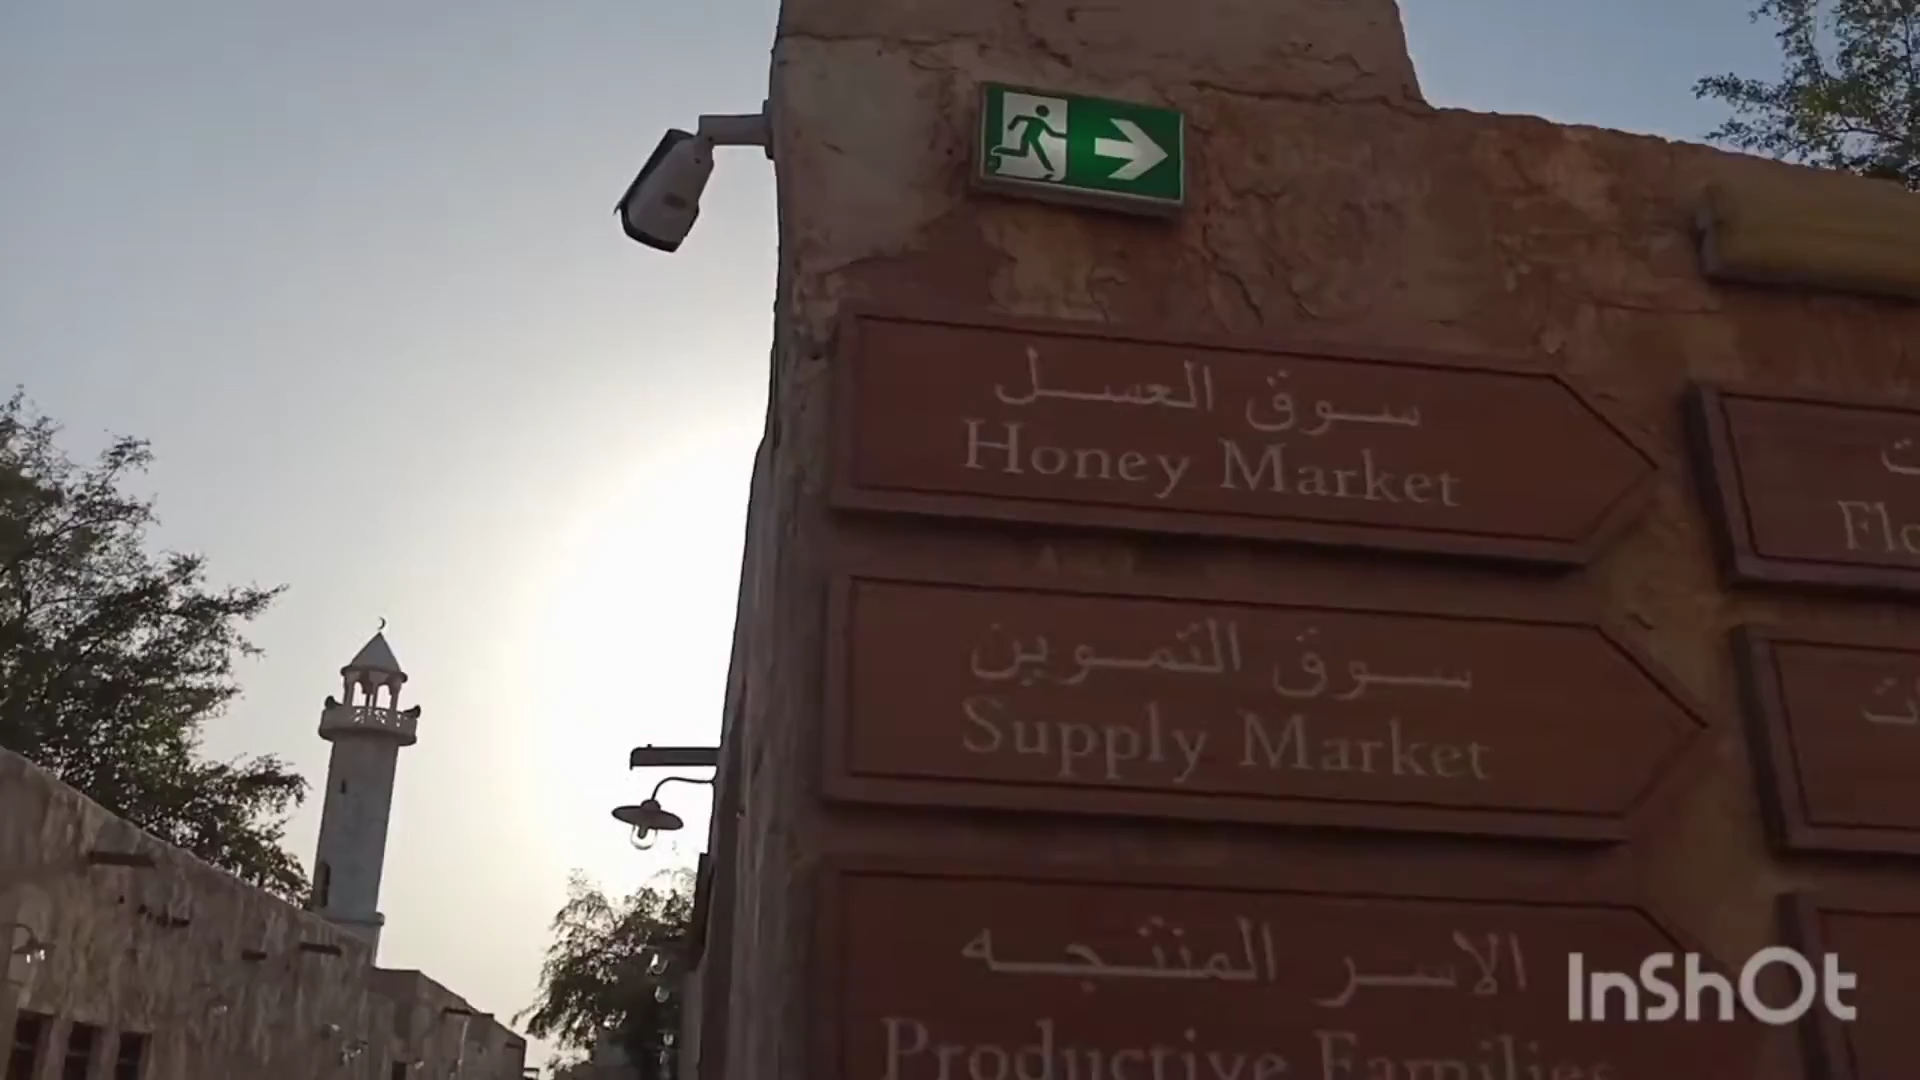 سوق العسل
Honey Market
سوق التموين
Supply Market
الاسر المنتجه
Productive Families
InShOt